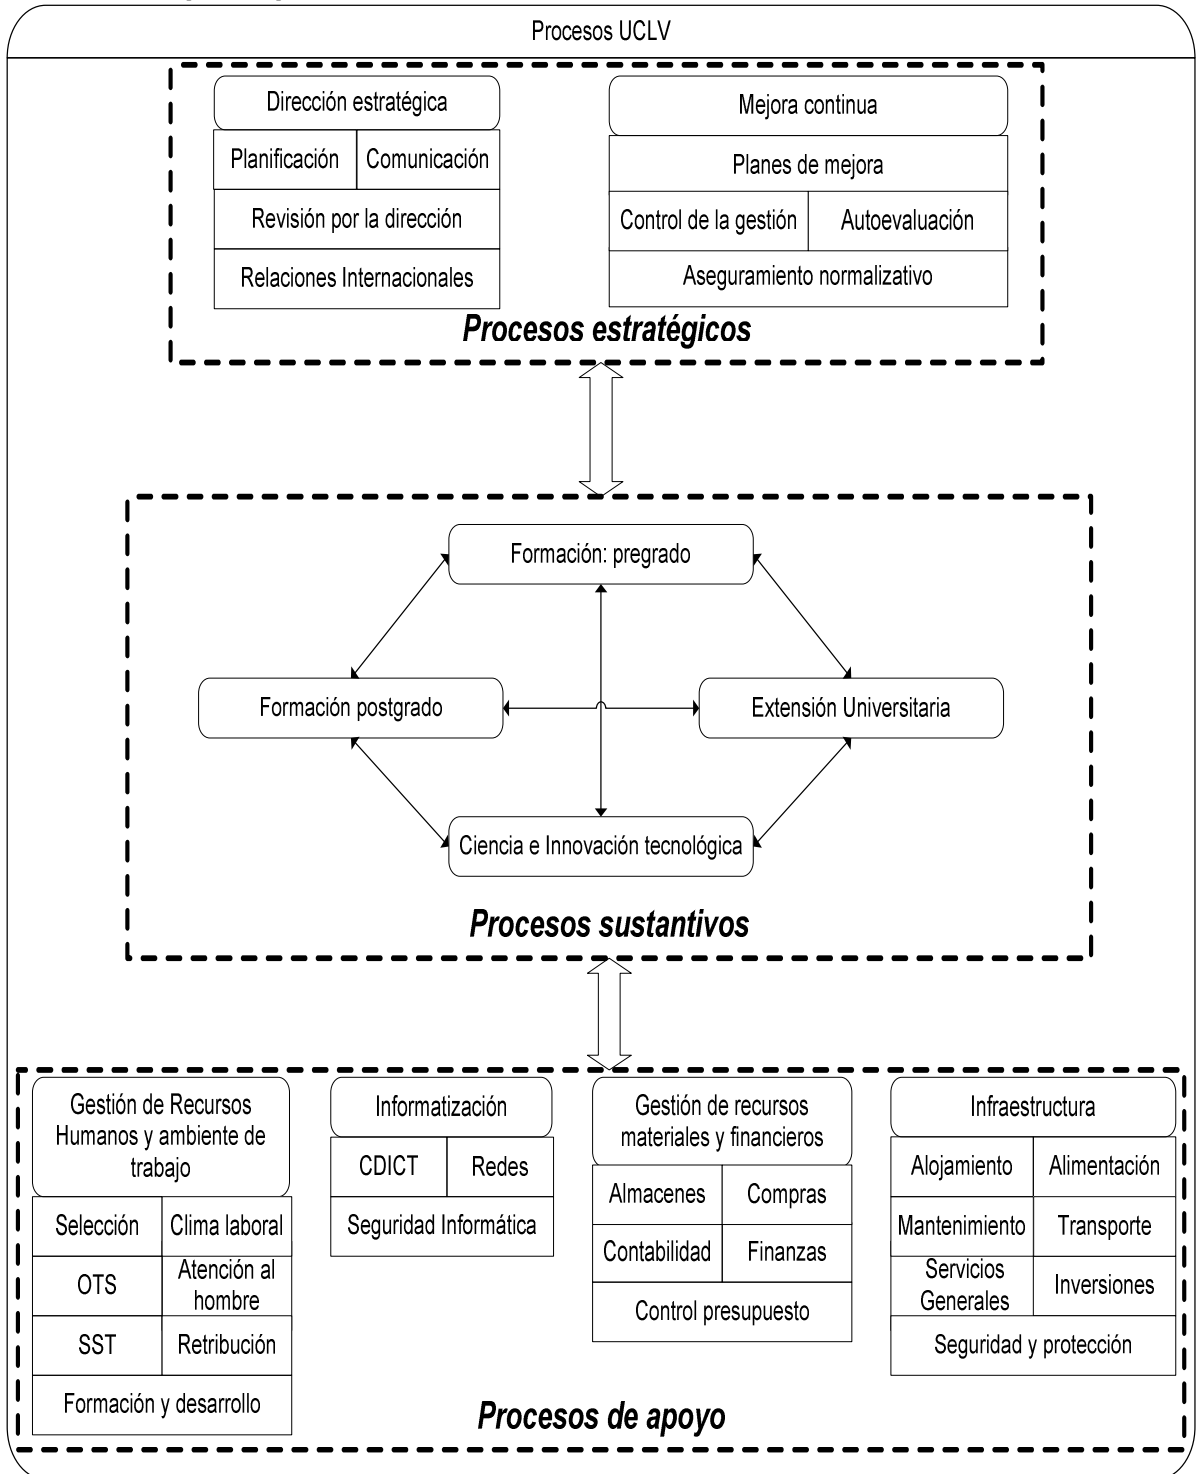 Procesos UCLV
Dirección estratégica
Planificación
Comunicación
Revisión por la dirección
Relaciones Internacionales
Mejora continua
Planes de mejora
Control de la gestión
Autoevaluación
Aseguramiento normalizativo
Procesos estratégicos
Formación: pregrado
Formación postgrado
Extensión Universitaria
Ciencia e Innovación tecnológica
Procesos sustantivos
Gestión de Recursos
Humanos y ambiente de
trabajo
Selección
Clima laboral
OTS
Atención al
hombre
SST
Retribución
Formación y desarrollo
Informatización
CDICT
Redes
Seguridad Informática
Gestión de recursos
materiales y financieros
Almacenes
Compras
Contabilidad
Finanzas
Control presupuesto
Infraestructura
Alojamiento
Alimentación
Mantenimiento
Transporte
Servicios
Generales
Inversiones
Seguridad y protección
Procesos de apoyo